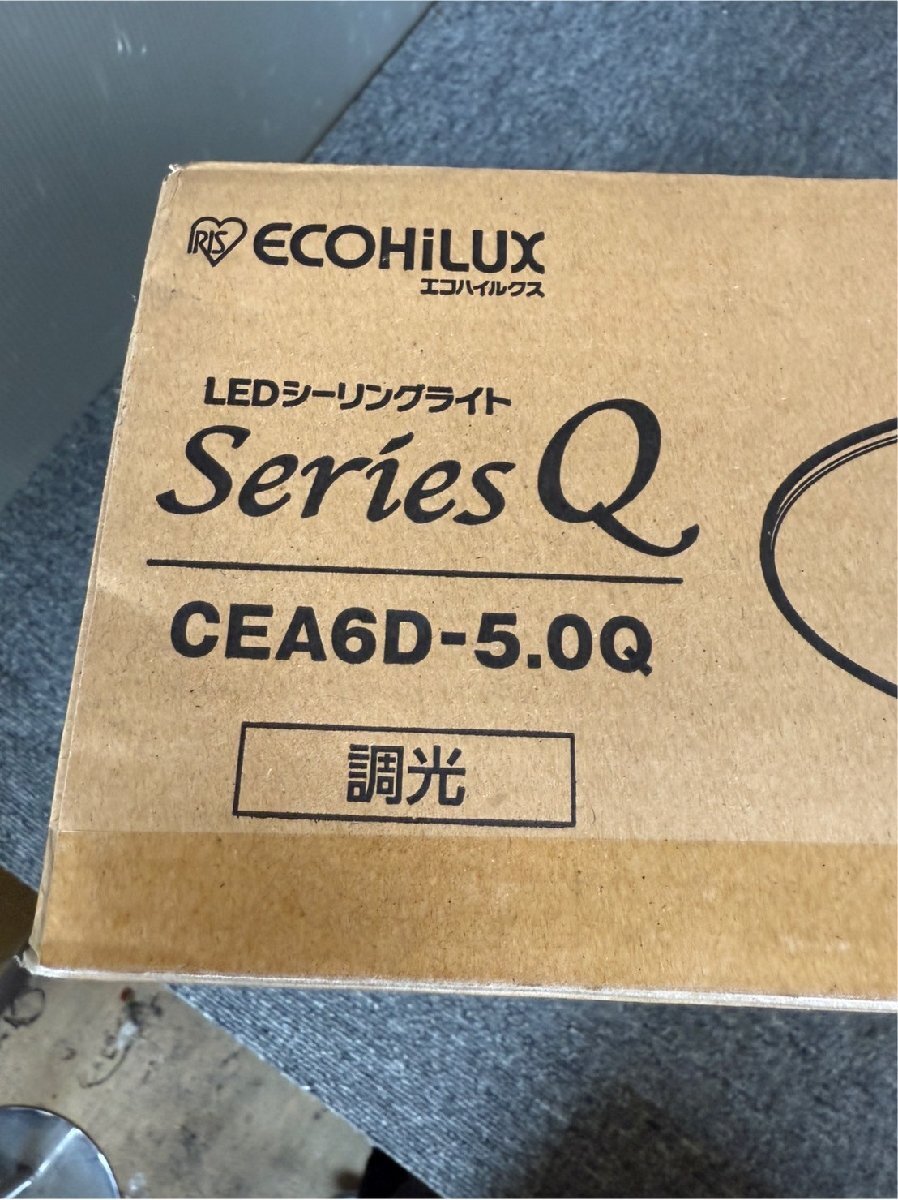 IRIS ECOHiLUX
エコハイルクス
LEDシーリングライト
Series Q
CEA6D-5.0Q
調光